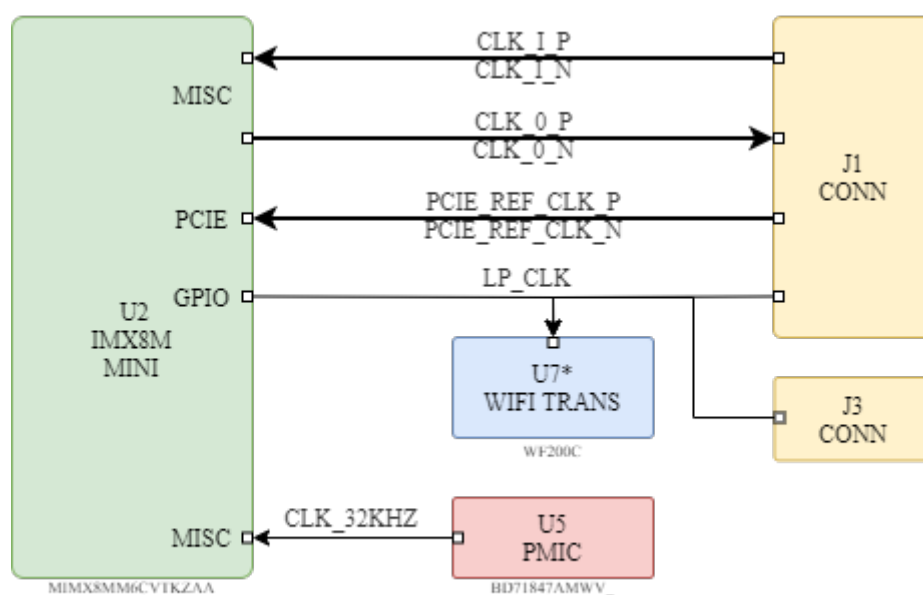 CLK_I_P
CLK_I_N
MISC
CLK_0_P
CLK_0_N
J1
CONN
PCIE_REF_CLK_P
PCIE
PCIE_REF_CLK_N
LP_CLK
GPIO
U2
IMX8M
MINI
U7*
WIFI TRANS
WF200C
J3
CONN
CLK_32KHZ
MISC
U5
PMIC
MIMX8MM6CVTKZAA
BD71847AMWV_